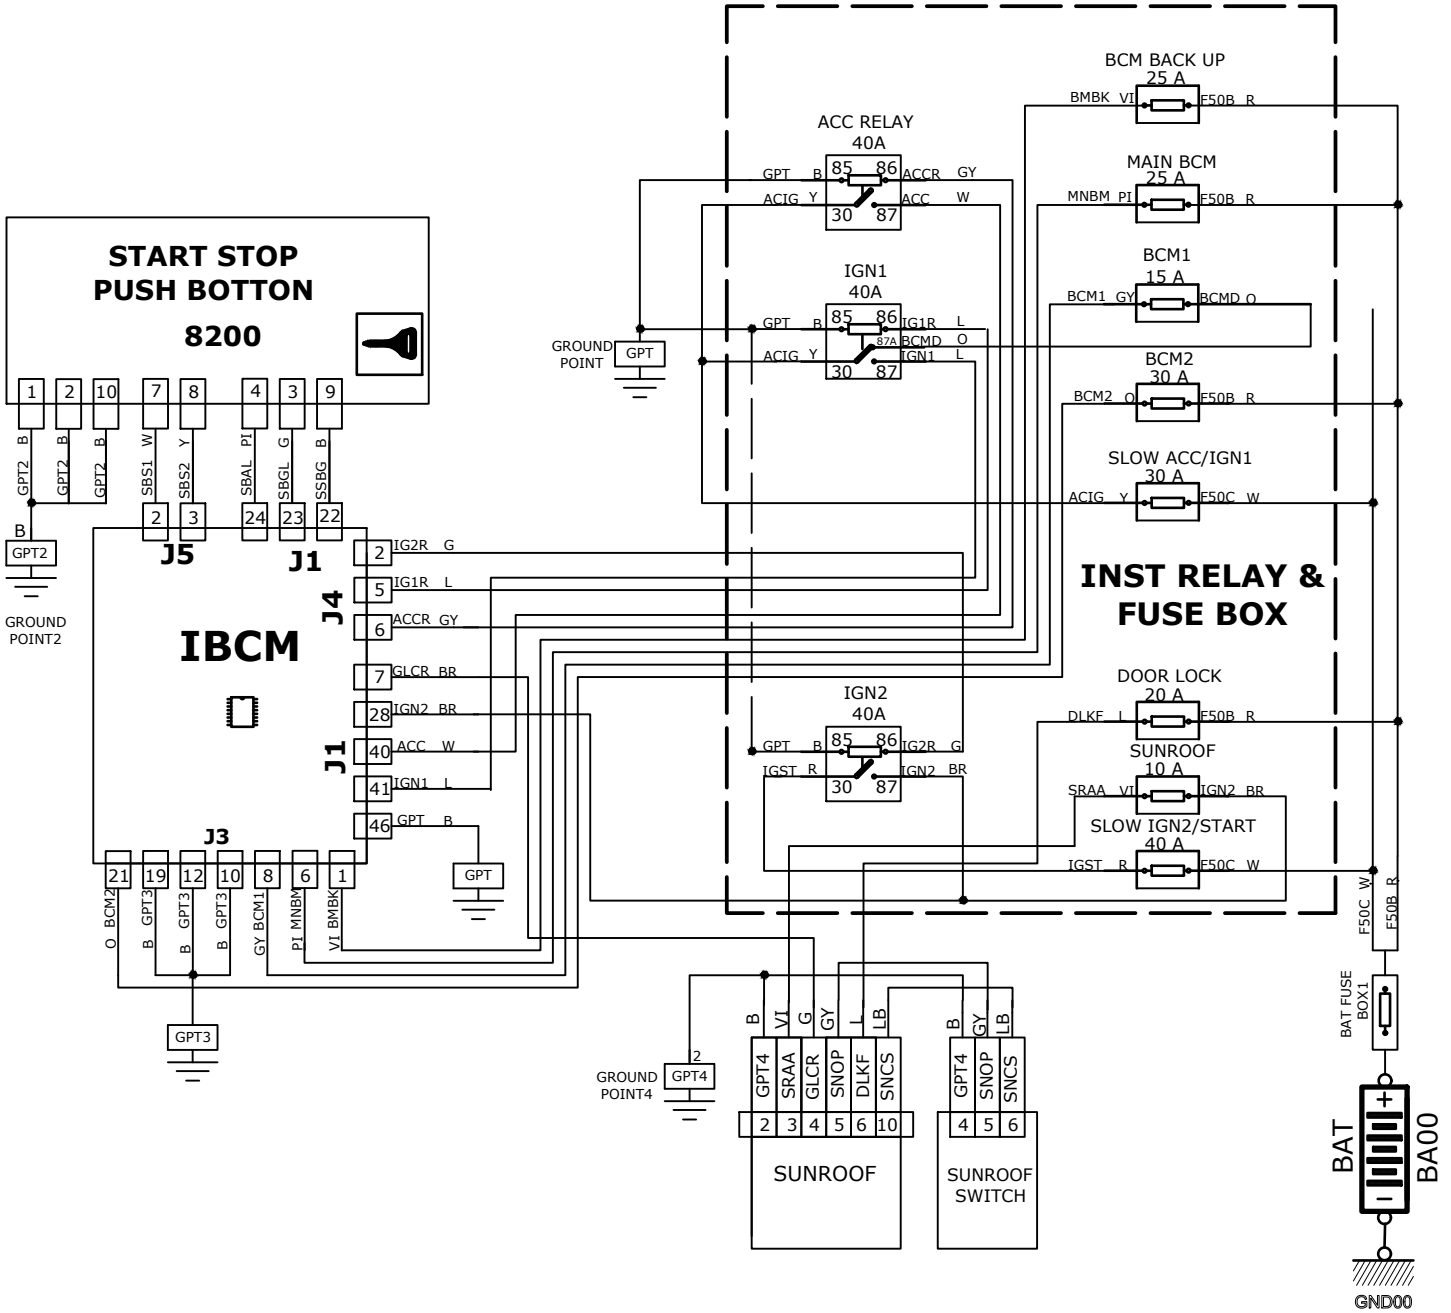 BCM BACK UP
25 A
BMBK VI
F50B R
ACC RELAY
40A
85 86
GPT B
ACCR GY
ACIG Y
ACC W
30 87
MAIN BCM
25 A
MNBM PI
F50B R
START STOP
PUSH BOTTON
8200
IGN1
40A
85 86
GPT B
IG1R L
87A BCMD O
ACIG Y
IGN1 L
30 87
BCM1
15 A
BCM1 GY
BCMD O
GROUND
POINT
GPT
BCM2
30 A
BCM2 O
F50B R
1 2 10 7 8 4 3 9
GPT2 B
GPT2 B
GPT2 B
SBS1 W
SBS2 Y
SBAL PI
SBGL G
SSBG B
SLOW ACC/IGN1
30 A
ACIG Y
F50C W
B
GPT2
GROUND
POINT2
2 3 24 23 22
J5
J1
2 IG2R G
5 IG1R L
J4
6 ACCR GY
IBCM
7 GLCR BR
28 IGN2 BR
40 ACC W
J1
41 IGN1 L
46 GPT B
GPT
INST RELAY &
FUSE BOX
DOOR LOCK
20 A
DLKF L
F50B R
IGN2
40A
85 86
GPT B
IG2R G
IGST R
IGN2 BR
30 87
SUNROOF
10 A
SRAA VI
IGN2 BR
SLOW IGN2/START
40 A
IGST R
F50C W
J3
21 19 12 10 8 6 1
O BCM2
B GPT3
B GPT3
B GPT3
GY BCM1
PI MNBM
VI BMBK
GPT3
F50C W
F50B R
BAT FUSE
BOX1
GROUND
POINT4
2
GPT4
B VI G GY L LB
GPT4 SRAA GLCR SNOP DLKF SNCS
2 3 4 5 6 10
SUNROOF
B GY LB
GPT4 SNOP SNCS
4 5 6
SUNROOF
SWITCH
+
BAT
BA00
−
GND00